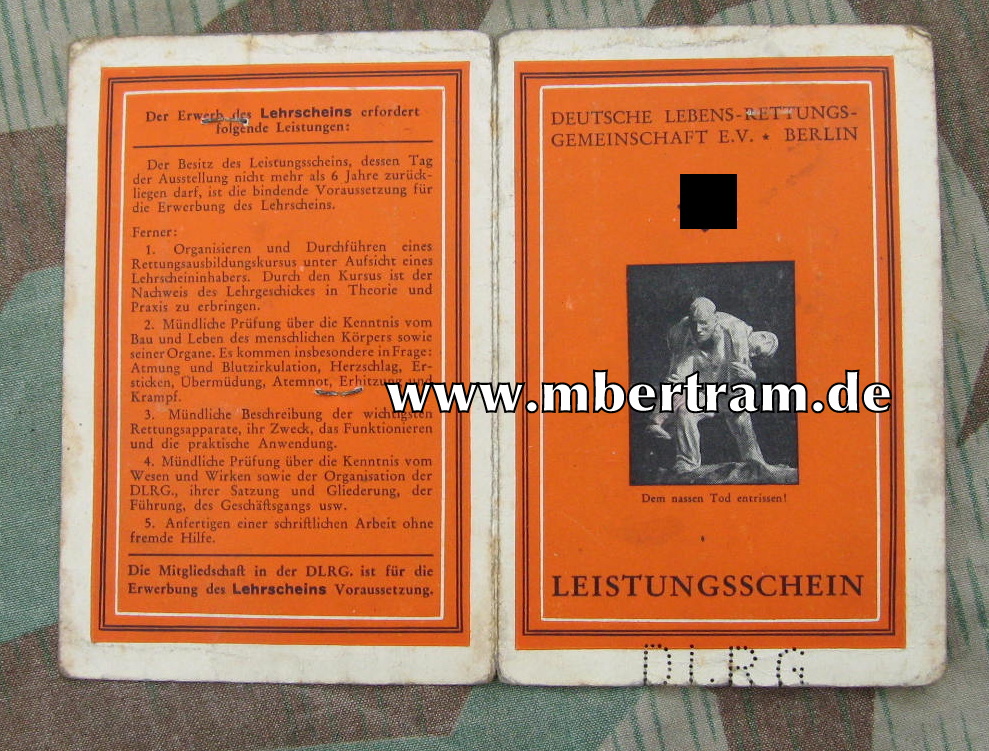 Der Erwerb des Lehrscheins erfordert
folgende Leistungen:
Der Besitz des Leistungsscheins, dessen Tag
der Ausstellung nicht mehr als 6 Jahre zurück-
liegen darf, ist die bindende Voraussetzung für
die Erwerbung des Lehrscheins.
Ferner:
1. Organisieren und Durchführen eines
Rettungsausbildungskursus unter Aufsicht eines
Lehrscheininhabers. Durch den Kursus ist der
Nachweis des Lehrgeschickes in Theorie und
Praxis zu erbringen.
2. Mündliche Prüfung über die Kenntnis vom
Bau und Leben des menschlichen Körpers sowie
seiner Organe. Es kommen insbesondere in Frage:
Atmung und Blutzirkulation, Herzschlag, Er-
sticken, Übermüdung, Atemnot, Erhitzung und
Krampf.
3. Mündliche Beschreibung der wichtigsten
Rettungsapparate, ihr Zweck, das Funktionieren
und die praktische Anwendung.
4. Mündliche Prüfung über die Kenntnis vom
Wesen und Wirken sowie der Organisation der
DLRG., ihrer Satzung und Gliederung, der
Führung, des Geschäftsgangs usw.
5. Anfertigen einer schriftlichen Arbeit ohne
fremde Hilfe.
Die Mitgliedschaft in der DLRG. ist für die
Erwerbung des Lehrscheins Voraussetzung.
DEUTSCHE LEBENS-RETTUNGS-
GEMEINSCHAFT E.V. ★ BERLIN
www.mbertram.de
Dem nassen Tod entrissen!
LEISTUNGSSCHEIN
DLRG